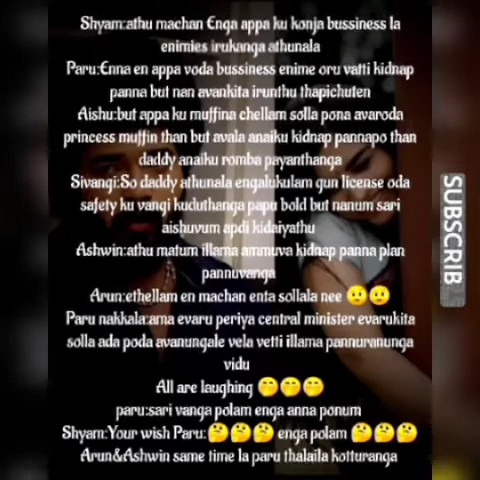 Shyam:athu machan Enga appa ku konja bussiness la
enimies irukanga athunala
Paru:Enna en appa voda bussiness enime oru vatti kidnap
panna but nan avankita irunthu thapichuten
Aishu:but appa ku muffina chellam solla pona avaroda
princess muffin than but avala anaiku kidnap pannapo than
daddy anaiku romba payanthanga
Sivangi:So daddy athunala engalukulam gun license oda
safety ku vangi kuduthanga papu bold but nanum sari
aishuvum apdi kidaiyathu
Ashwin:athu matum illama ammuva kidnap panna plan
pannuvanga
Arun:ethellam en machan enta sollala nee 🤨🤨
Paru nakkala:ama evaru periya central minister evarukita
solla ada poda avanungale vela vetti illama pannuranunga
vidu
All are laughing 🤭🤭🤭
paru:sari vanga polam enga anna ponum
Shyam:Your wish Paru:🤔🤔🤔 enga polam 🤔🤔🤔
Arun&Ashwin same time la paru thalaila kotturanga
SUBSCRIB